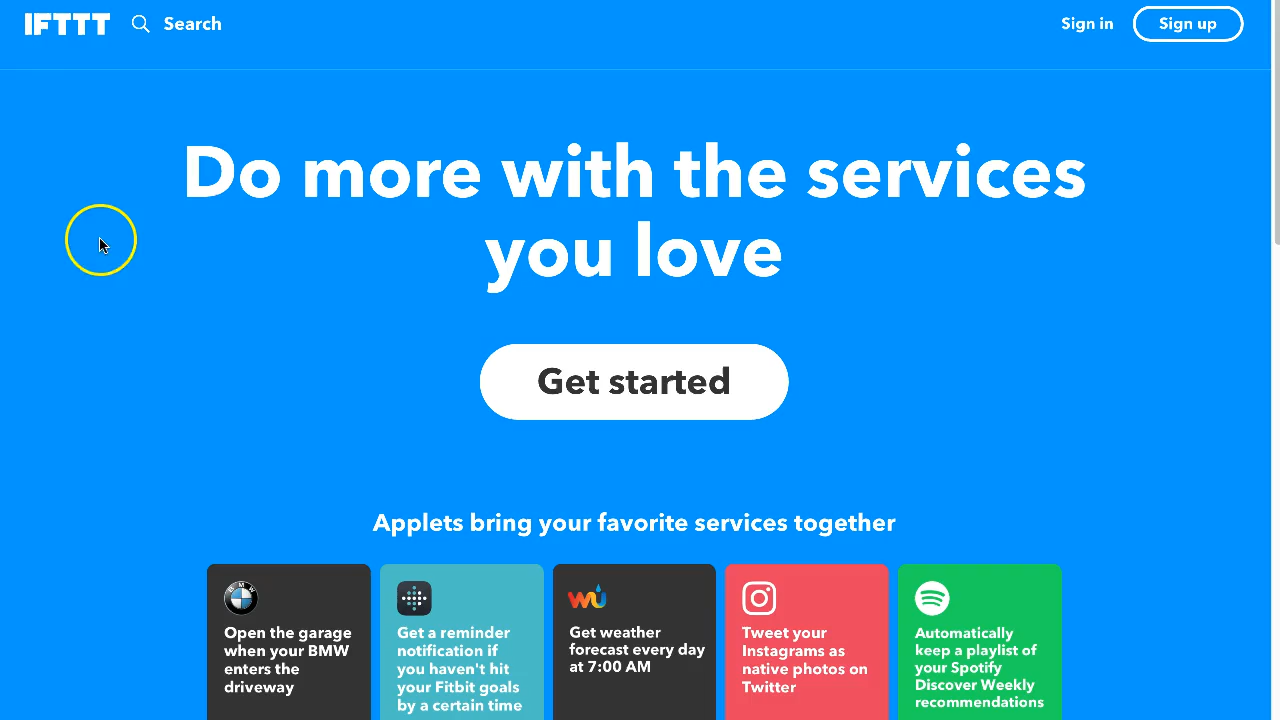 IFTTT Search Sign in Sign up
Do more with the services
you love
Get started
Applets bring your favorite services together
Open the garage
when your BMW
enters the
driveway
Get a reminder
notification if
you haven't hit
your Fitbit goals
by a certain time
Get weather
forecast every day
at 7:00 AM
Tweet your
Instagrams as
native photos on
Twitter
Automatically
keep a playlist of
your Spotify
Discover Weekly
recommendations